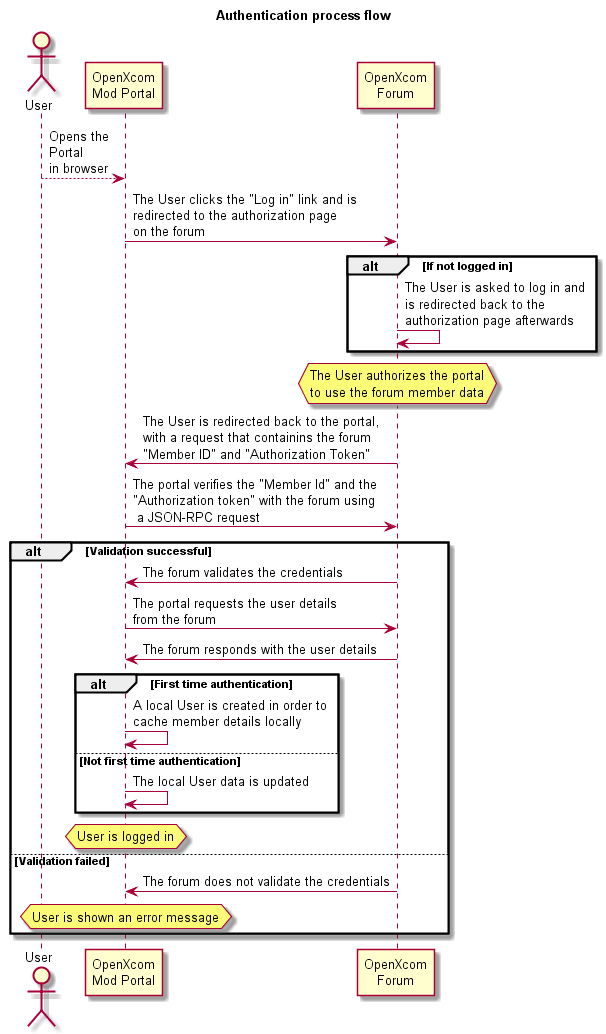 Authentication process flow
User
OpenXcom
Mod Portal
OpenXcom
Forum
Opens the
Portal
in browser
The User clicks the "Log in" link and is
redirected to the authorization page
on the forum
alt
[If not logged in]
The User is asked to log in and
is redirected back to the
authorization page afterwards
The User authorizes the portal
to use the forum member data
The User is redirected back to the portal,
with a request that containins the forum
"Member ID" and "Authorization Token"
The portal verifies the "Member Id" and the
"Authorization token" with the forum using
a JSON-RPC request
alt
[Validation successful]
The forum validates the credentials
The portal requests the user details
from the forum
The forum responds with the user details
alt
[First time authentication]
A local User is created in order to
cache member details locally
[Not first time authentication]
The local User data is updated
User is logged in
[Validation failed]
The forum does not validate the credentials
User is shown an error message
User
OpenXcom
Mod Portal
OpenXcom
Forum